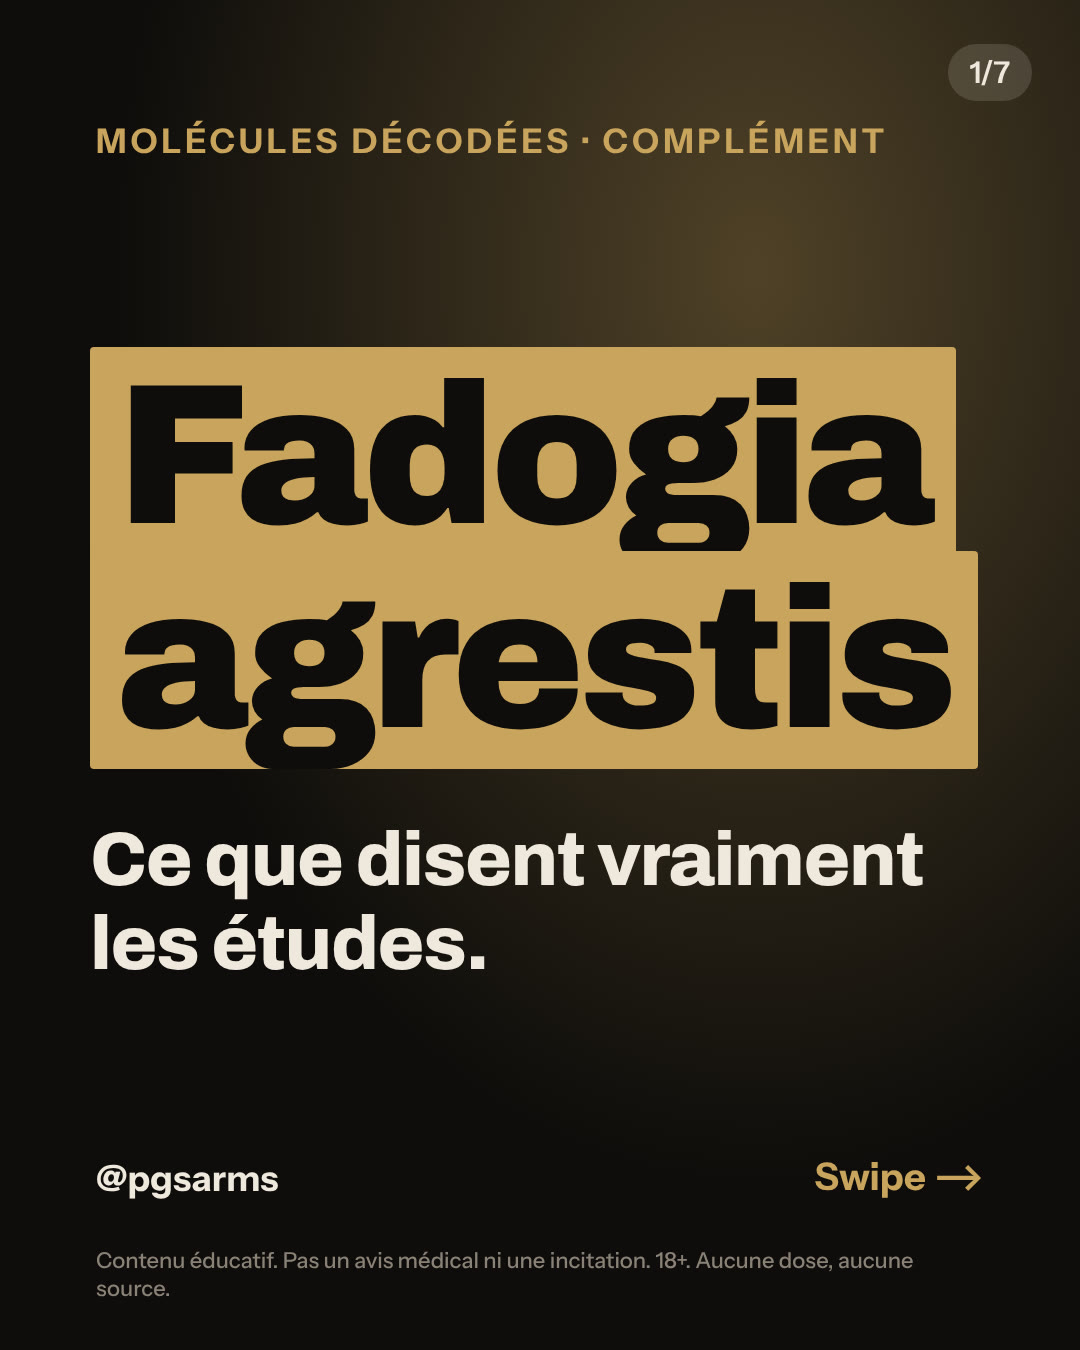 1/7
MOLÉCULES DÉCODÉES · COMPLÉMENT
Fadogia
agrestis
Ce que disent vraiment
les études.
@pgsarms
Swipe →
Contenu éducatif. Pas un avis médical ni une incitation. 18+. Aucune dose, aucune
source.